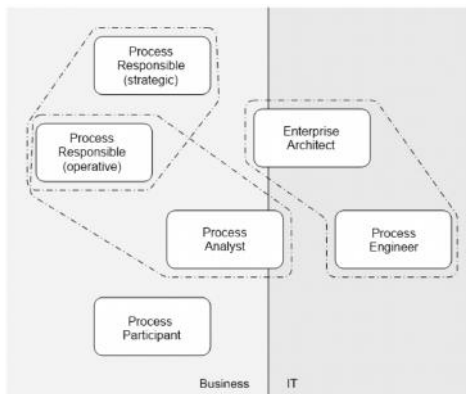 Process
Responsible
(strategic)
Enterprise
Architect
Process
Responsible
(operative)
Process
Analyst
Process
Engineer
Process
Participant
Business
IT